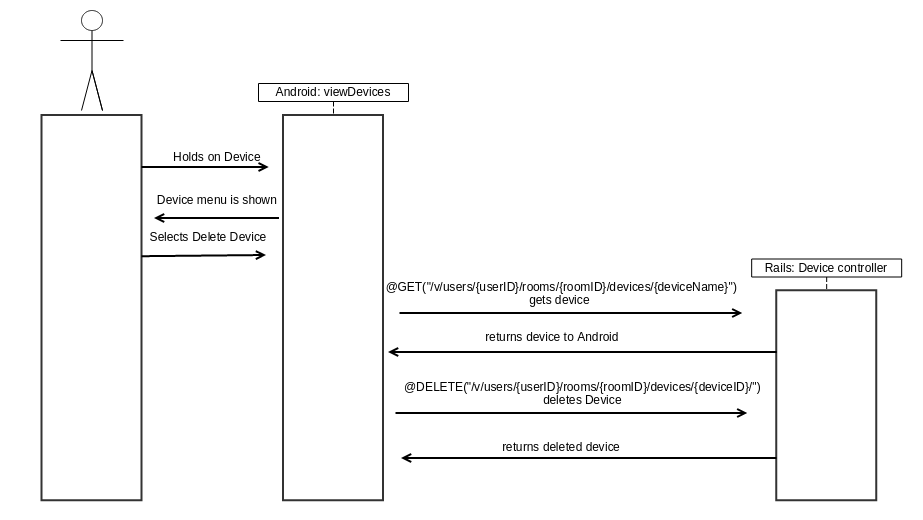 Android: viewDevices
Holds on Device
Device menu is shown
Selects Delete Device
Rails: Device controller
@GET("/v/users/{userID}/rooms/{roomID}/devices/{deviceName}")
gets device
returns device to Android
@DELETE("/v/users/{userID}/rooms/{roomID}/devices/{deviceID}/")
deletes Device
returns deleted device